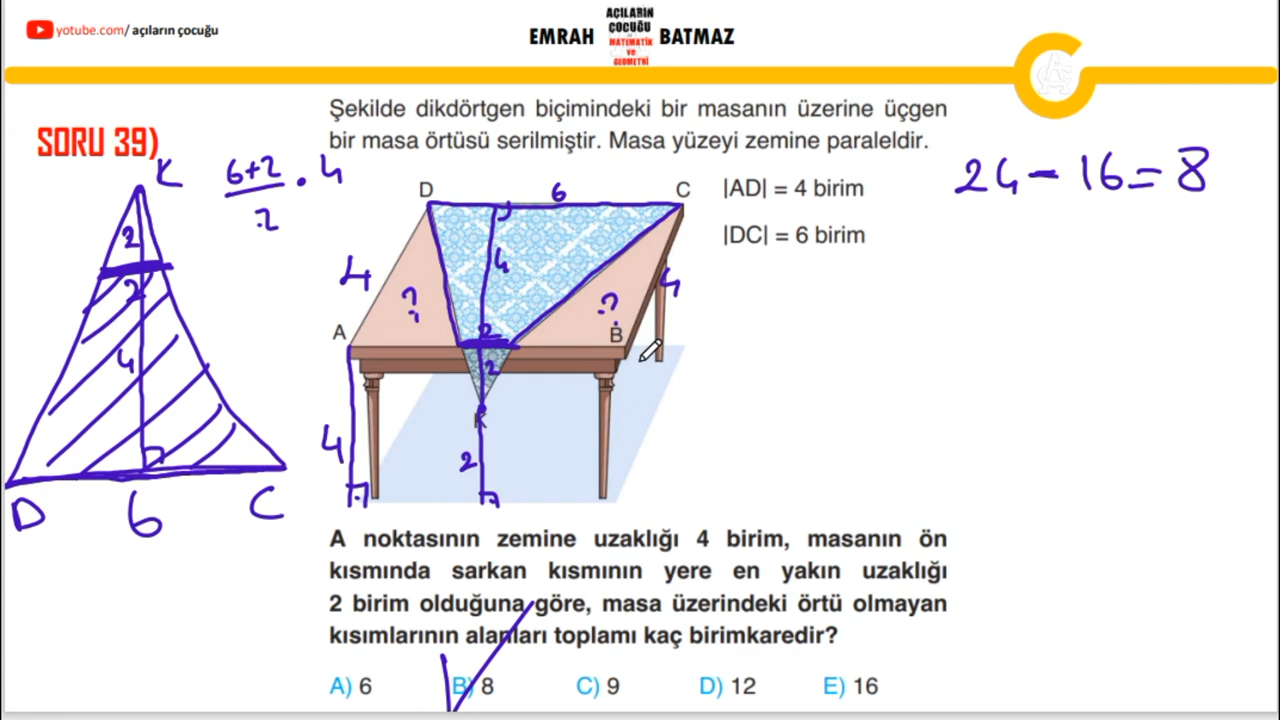 yotube.com/ açıların çocuğu
EMRAH
AÇILARIN
ÇOCUĞU
MATEMATİK
ve
GEOMETRİ
BATMAZ
SORU 39)
Şekilde dikdörtgen biçimindeki bir masanın üzerine üçgen
bir masa örtüsü serilmiştir. Masa yüzeyi zemine paraleldir.
K
6+2
2
. 4
2
2
4
D
6
C
D
6
C
4
4
4
?
?
A
B
2
2
K
4
2
|AD| = 4 birim
|DC| = 6 birim
24 - 16 = 8
A noktasının zemine uzaklığı 4 birim, masanın ön
kısmında sarkan kısmının yere en yakın uzaklığı
2 birim olduğuna göre, masa üzerindeki örtü olmayan
kısımlarının alanları toplamı kaç birimkaredir?
A) 6 B) 8 C) 9 D) 12 E) 16